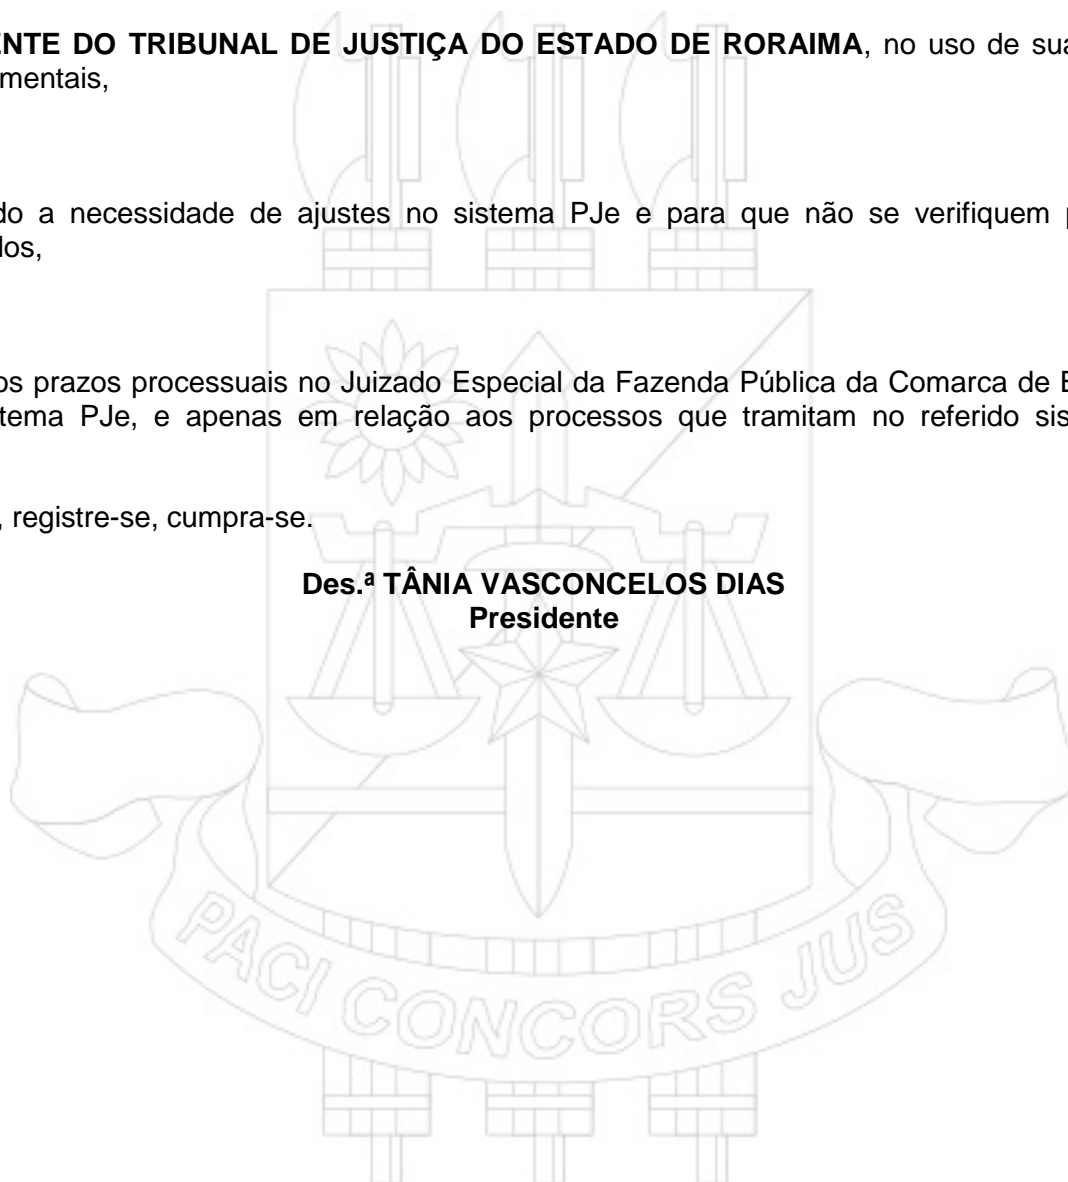 ENTE DO TRIBUNAL DE JUSTIÇA DO ESTADO DE RORAIMA, no uso de sua
mentais,
do a necessidade de ajustes no sistema PJe e para que não se verifiquem p
dos,
os prazos processuais no Juizado Especial da Fazenda Pública da Comarca de B
tema PJe, e apenas em relação aos processos que tramitam no referido sis
, registre-se, cumpra-se.
Des.ª TÂNIA VASCONCELOS DIAS
Presidente
PACI CONCORS JUS